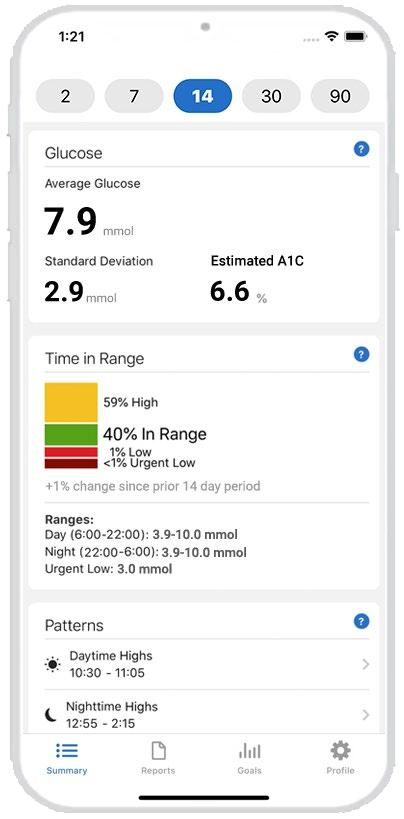 1:21
2 7 14 30 90
Glucose ?
Average Glucose
7.9 mmol
Standard Deviation Estimated A1C
2.9 mmol 6.6 %
Time in Range ?
59% High
40% In Range
1% Low
<1% Urgent Low
+1% change since prior 14 day period
Ranges:
Day (6:00-22:00): 3.9-10.0 mmol
Night (22:00-6:00): 3.9-10.0 mmol
Urgent Low: 3.0 mmol
Patterns ?
Daytime Highs
10:30 - 11:05
Nighttime Highs
12:55 - 2:15
Summary Reports Goals Profile